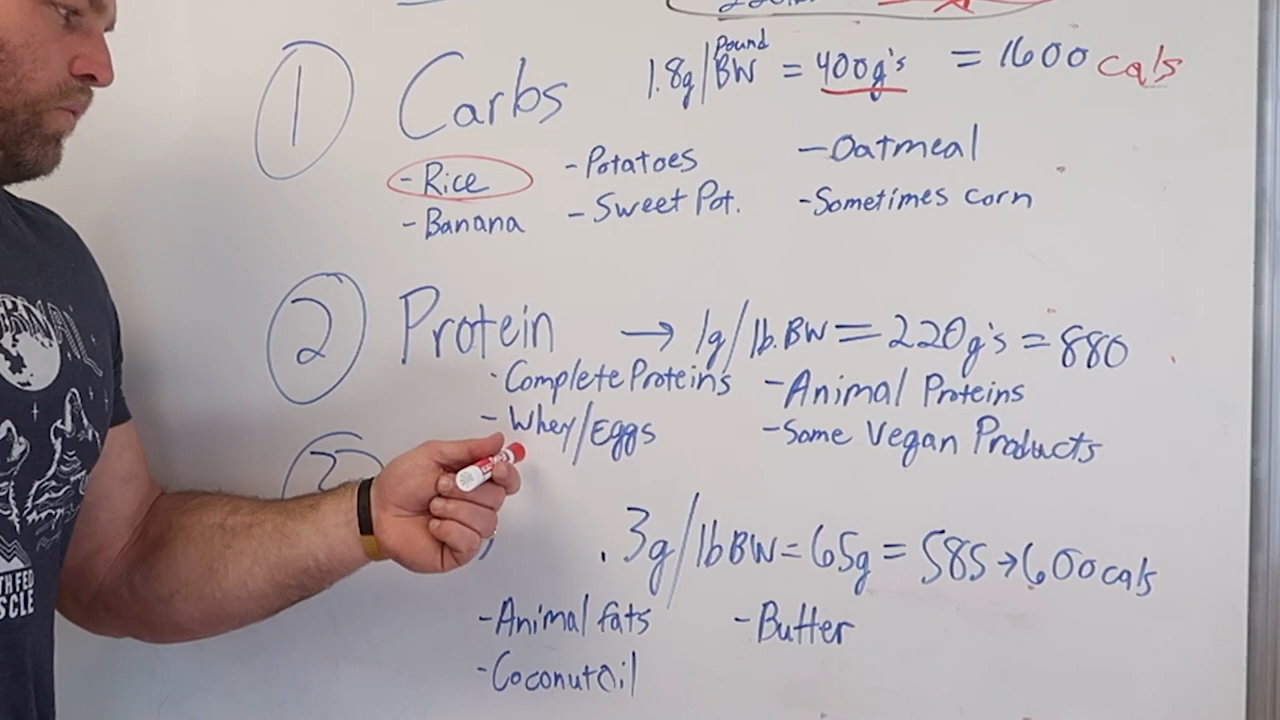 1 Carbs 1.8g/Pound BW = 400g's = 1600 cals
- Rice - Potatoes - Oatmeal
- Banana - Sweet Pot. - Sometimes corn
2 Protein → 1g/lb.BW = 220g's = 880
- Complete Proteins - Animal Proteins
- Whey/Eggs - Some Vegan Products
.3g/lb BW = 65g = 585 → 600 cals
- Animal fats - Butter
- Coconut Oil